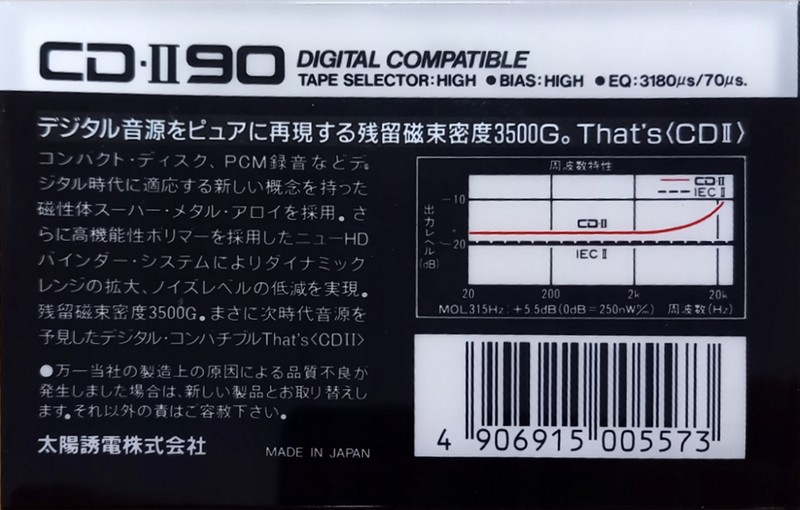 CD·II 90 DIGITAL COMPATIBLE
TAPE SELECTOR:HIGH ●BIAS:HIGH ●EQ:3180μs/70μs.
デジタル音源をピュアに再現する残留磁束密度3500G。That's〈CDII〉
コンパクト・ディスク、PCM録音などデ
ジタル時代に適応する新しい概念を持った
磁性体スーパー・メタル・アロイを採用。さ
らに高機能性ポリマーを採用したニューHD
バインダー・システムによりダイナミック
レンジの拡大、ノイズレベルの低減を実現。
残留磁束密度3500G。まさに次時代音源を
予見したデジタル・コンパチブルThat's〈CDII〉
●万一当社の製造上の原因による品質不良が
発生しました場合は、新しい製品とお取り替えし
ます。それ以外の責はご容赦下さい。
太陽誘電株式会社 MADE IN JAPAN
周波数特性
CD·II
IEC II
出力レベル(dB)
-10
-20
CD·II
IEC II
20 200 2k 20k
MOL315Hz:+5.5dB(0dB=250nW/m) 周波数(Hz)
4 906915 005573